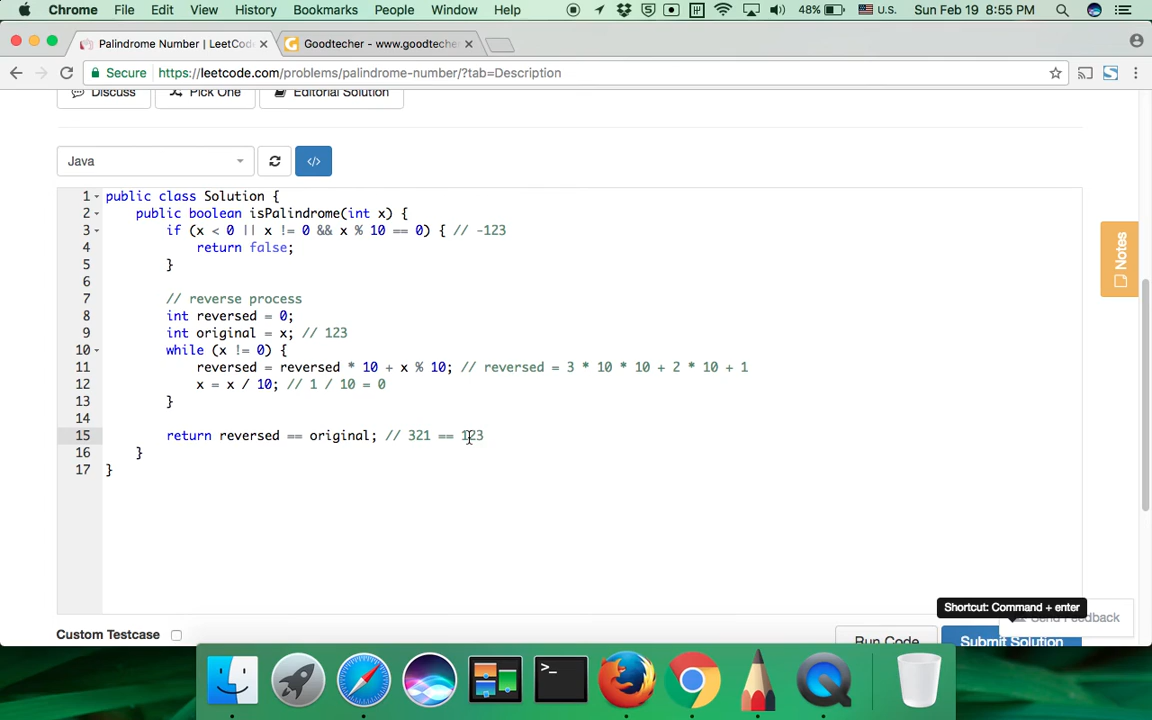 Chrome File Edit View History Bookmarks People Window Help 48% U.S. Sun Feb 19 8:55 PM
Palindrome Number | LeetCod Goodtecher - www.goodteche
Secure https://leetcode.com/problems/palindrome-number/?tab=Description
Discuss Pick One Editorial Solution
Java </>
1 public class Solution {
2 public boolean isPalindrome(int x) {
3 if (x < 0 || x != 0 && x % 10 == 0) { // -123
4 return false;
5 }
6
7 // reverse process
8 int reversed = 0;
9 int original = x; // 123
10 while (x != 0) {
11 reversed = reversed * 10 + x % 10; // reversed = 3 * 10 * 10 + 2 * 10 + 1
12 x = x / 10; // 1 / 10 = 0
13 }
14
15 return reversed == original; // 321 == 123
16 }
17 }
Notes
Shortcut: Command + enter
Send Feedback
Custom Testcase Run Code Submit Solution